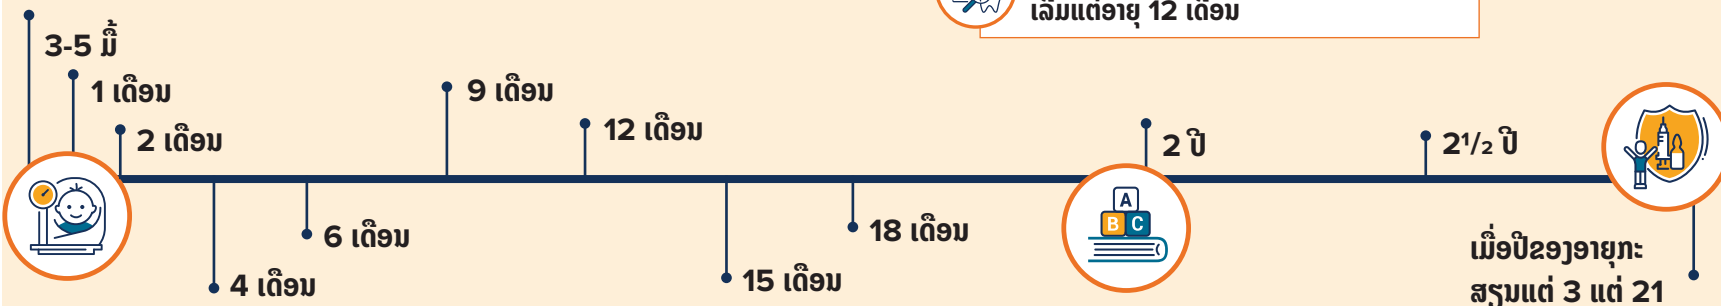 ເລີ່ມແຕ່ອາຍຸ 12 ເດືອນ
3-5 ມື້
1 ເດືອນ
2 ເດືອນ
4 ເດືອນ
6 ເດືອນ
9 ເດືອນ
12 ເດືອນ
15 ເດືອນ
18 ເດືອນ
A
B C
2 ປີ
2¹/₂ ປີ
ເມື່ອປີຂອງອາຍຸກະ
ສຽນແຕ່ 3 ແຕ່ 21